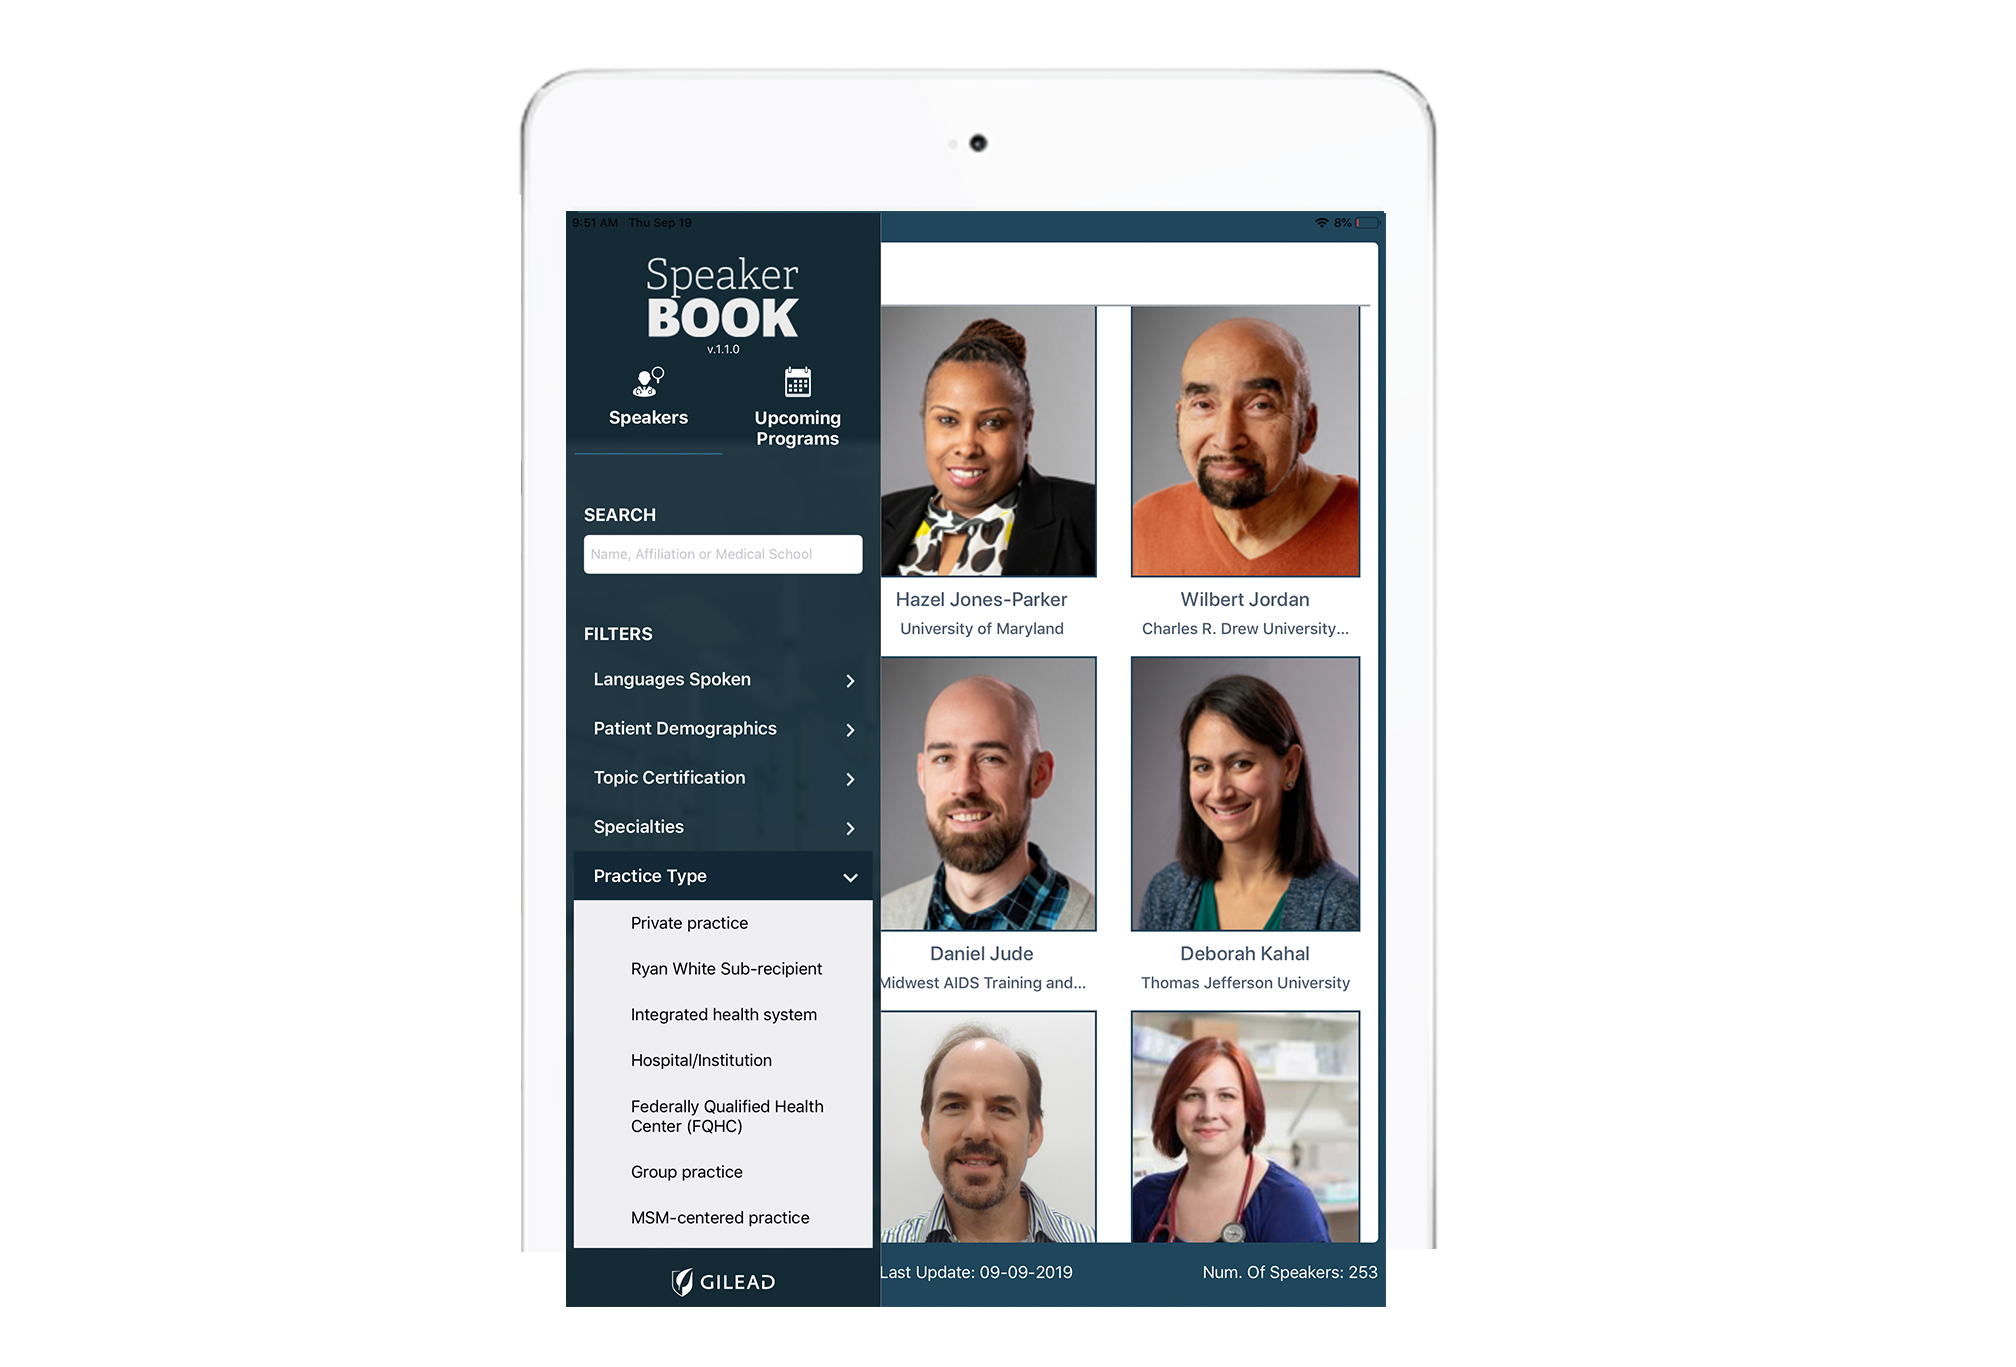 9:51 AM Thu Sep 19
8%
Speaker
BOOK
v.1.1.0
Speakers
Upcoming
Programs
SEARCH
Name, Affiliation or Medical School
FILTERS
Languages Spoken
Patient Demographics
Topic Certification
Specialties
Practice Type
Private practice
Ryan White Sub-recipient
Integrated health system
Hospital/Institution
Federally Qualified Health
Center (FQHC)
Group practice
MSM-centered practice
GILEAD
Hazel Jones-Parker
University of Maryland
Wilbert Jordan
Charles R. Drew University...
Daniel Jude
Midwest AIDS Training and...
Deborah Kahal
Thomas Jefferson University
Last Update: 09-09-2019
Num. Of Speakers: 253